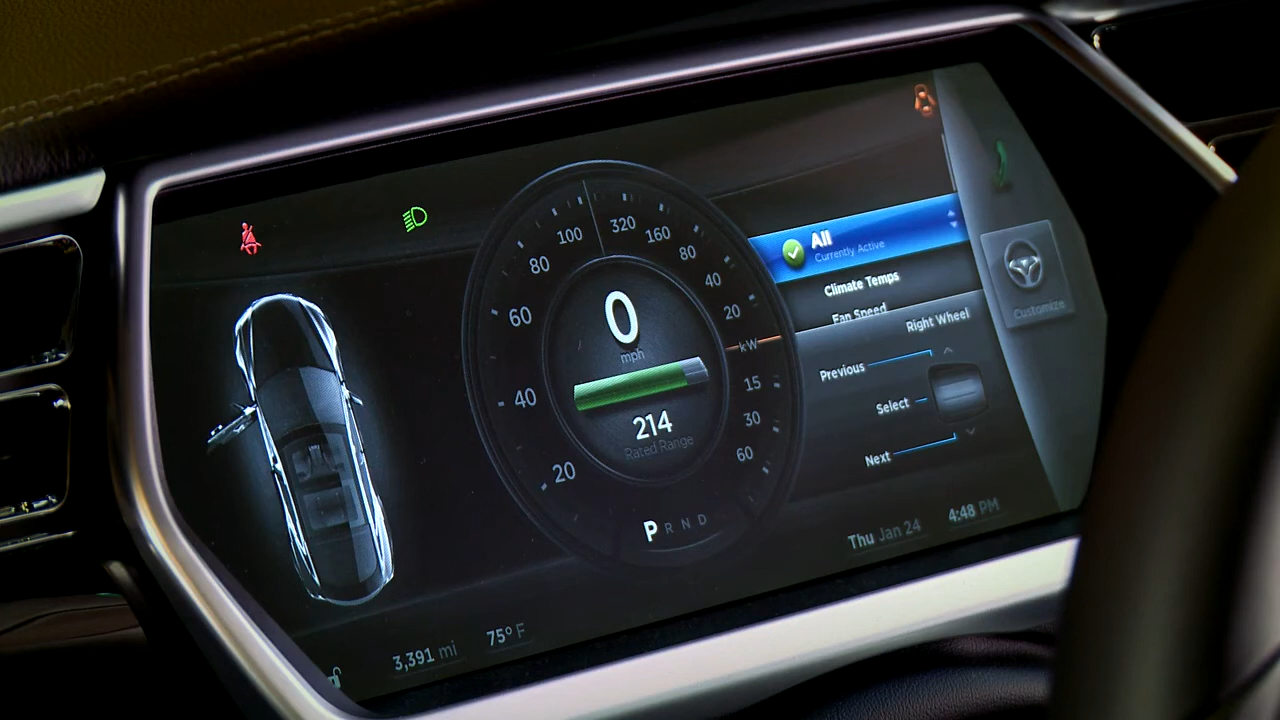 All
Currently Active
Climate Temps
Fan Speed
Right Wheel
Previous
Select
Next
Customize
100
80
60
40
20
320
160
80
40
20
kW
15
30
60
0
mph
214
Rated Range
P R N D
3,391 mi
75° F
Thu Jan 24
4:48 PM